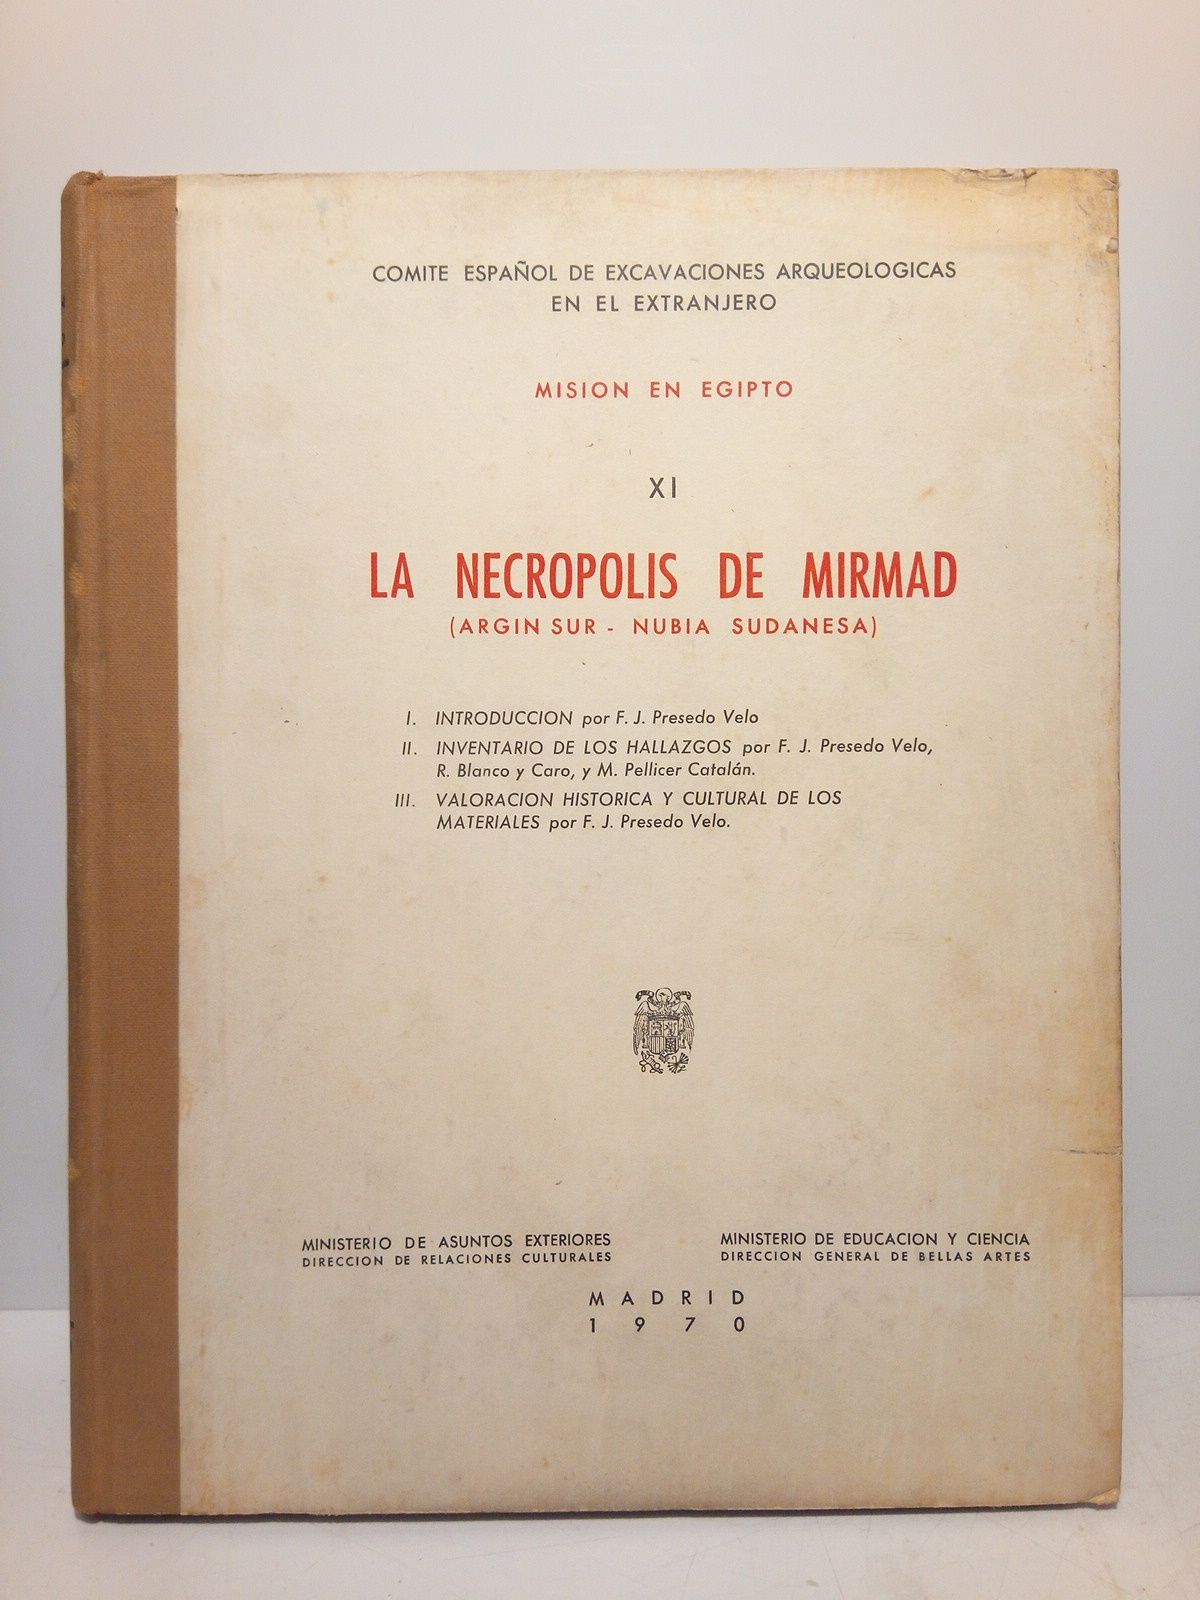 COMITE ESPAÑOL DE EXCAVACIONES ARQUEOLOGICAS
EN EL EXTRANJERO
MISION EN EGIPTO
XI
LA NECROPOLIS DE MIRMAD
(ARGIN SUR - NUBIA SUDANESA)
I. INTRODUCCION por F. J. Presedo Velo
II. INVENTARIO DE LOS HALLAZGOS por F. J. Presedo Velo,
R. Blanco y Caro, y M. Pellicer Catalán.
III. VALORACION HISTORICA Y CULTURAL DE LOS
MATERIALES por F. J. Presedo Velo.
MINISTERIO DE ASUNTOS EXTERIORES
DIRECCION DE RELACIONES CULTURALES
MINISTERIO DE EDUCACION Y CIENCIA
DIRECCION GENERAL DE BELLAS ARTES
MADRID
1970